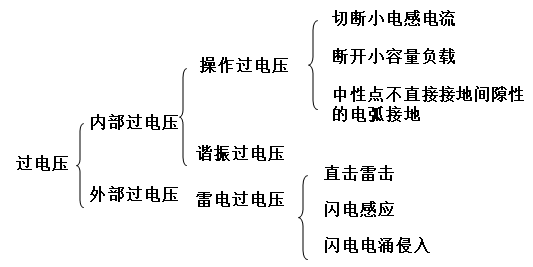 切断小电感电流
操作过电压
断开小容量负载
中性点不直接接地间隙性
的电弧接地
内部过电压
谐振过电压
过电压
直击雷击
外部过电压
雷电过电压
闪电感应
闪电电涌侵入